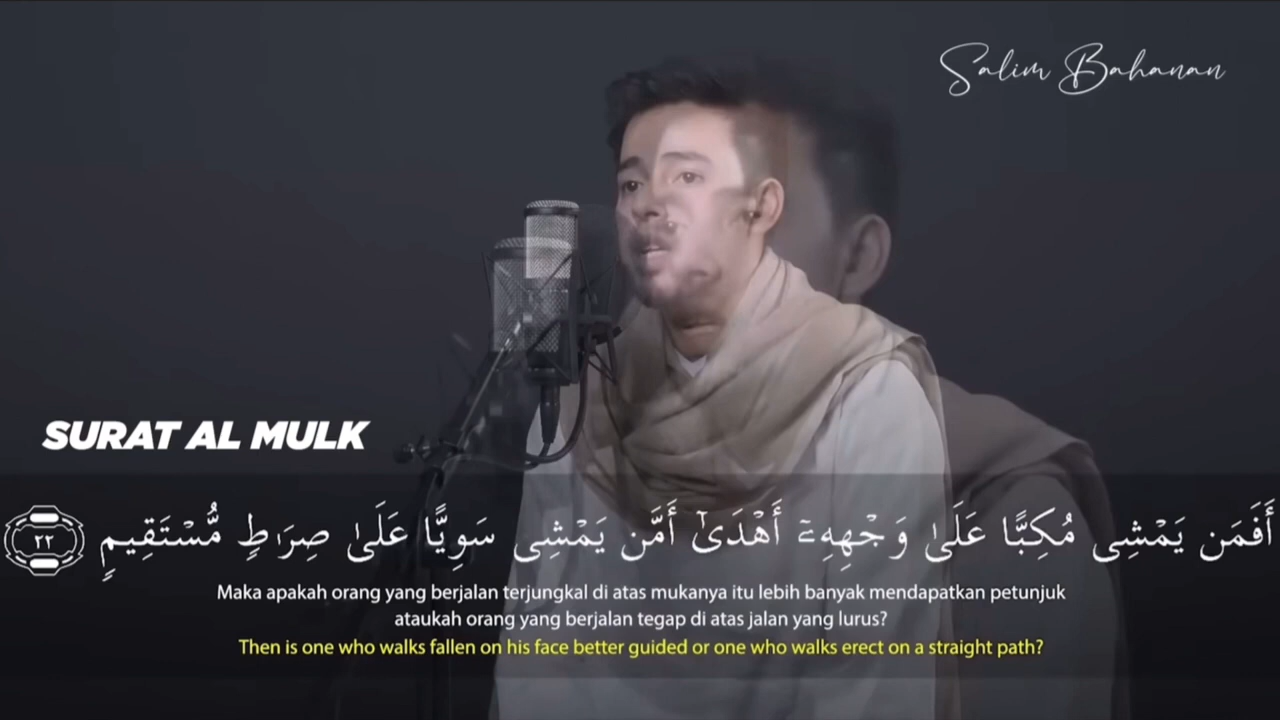 Salim Bahanan
SURAT AL MULK
أَفَمَن يَمْشِى مُكِبًّا عَلَىٰ وَجْهِهِۦٓ أَهْدَىٰٓ أَمَّن يَمْشِى سَوِيًّا عَلَىٰ صِرَٰطٍ مُّسْتَقِيمٍ ٢٢
Maka apakah orang yang berjalan terjungkal di atas mukanya itu lebih banyak mendapatkan petunjuk
ataukah orang yang berjalan tegap di atas jalan yang lurus?
Then is one who walks fallen on his face better guided or one who walks erect on a straight path?